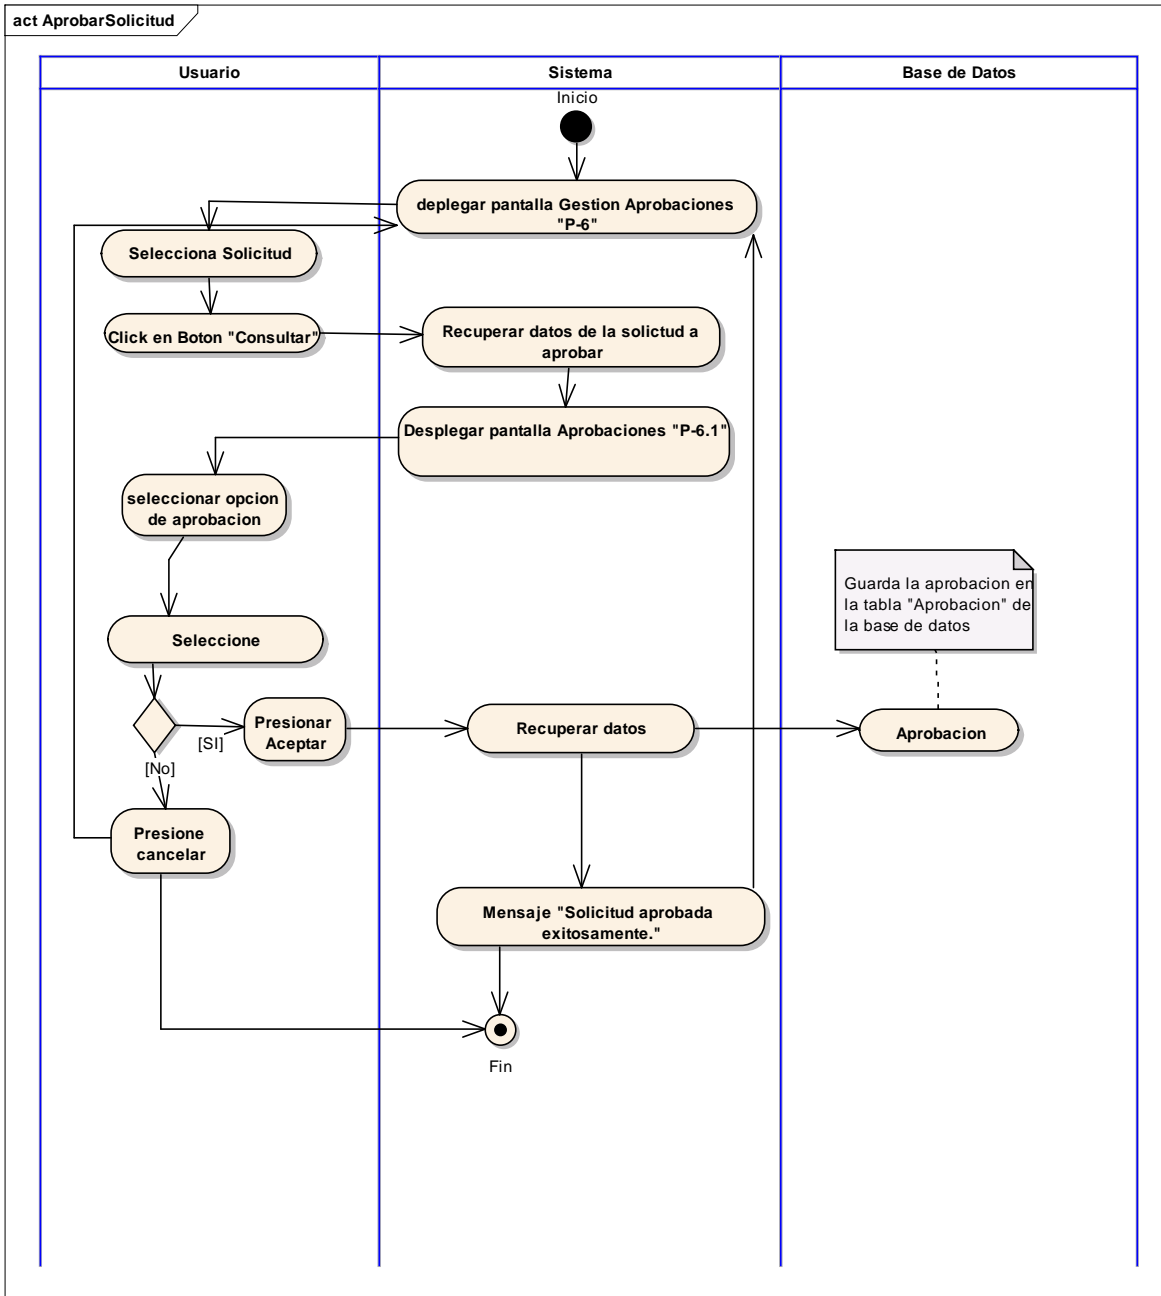 act AprobarSolicitud
Usuario
Sistema
Base de Datos
Inicio
deplegar pantalla Gestion Aprobaciones
"P-6"
Selecciona Solicitud
Click en Boton "Consultar"
Recuperar datos de la solictud a
aprobar
Desplegar pantalla Aprobaciones "P-6.1"
seleccionar opcion
de aprobacion
Guarda la aprobacion en
la tabla "Aprobacion" de
la base de datos
Seleccione
Presionar
Aceptar
[SI]
Recuperar datos
Aprobacion
[No]
Presione
cancelar
Mensaje "Solicitud aprobada
exitosamente."
Fin